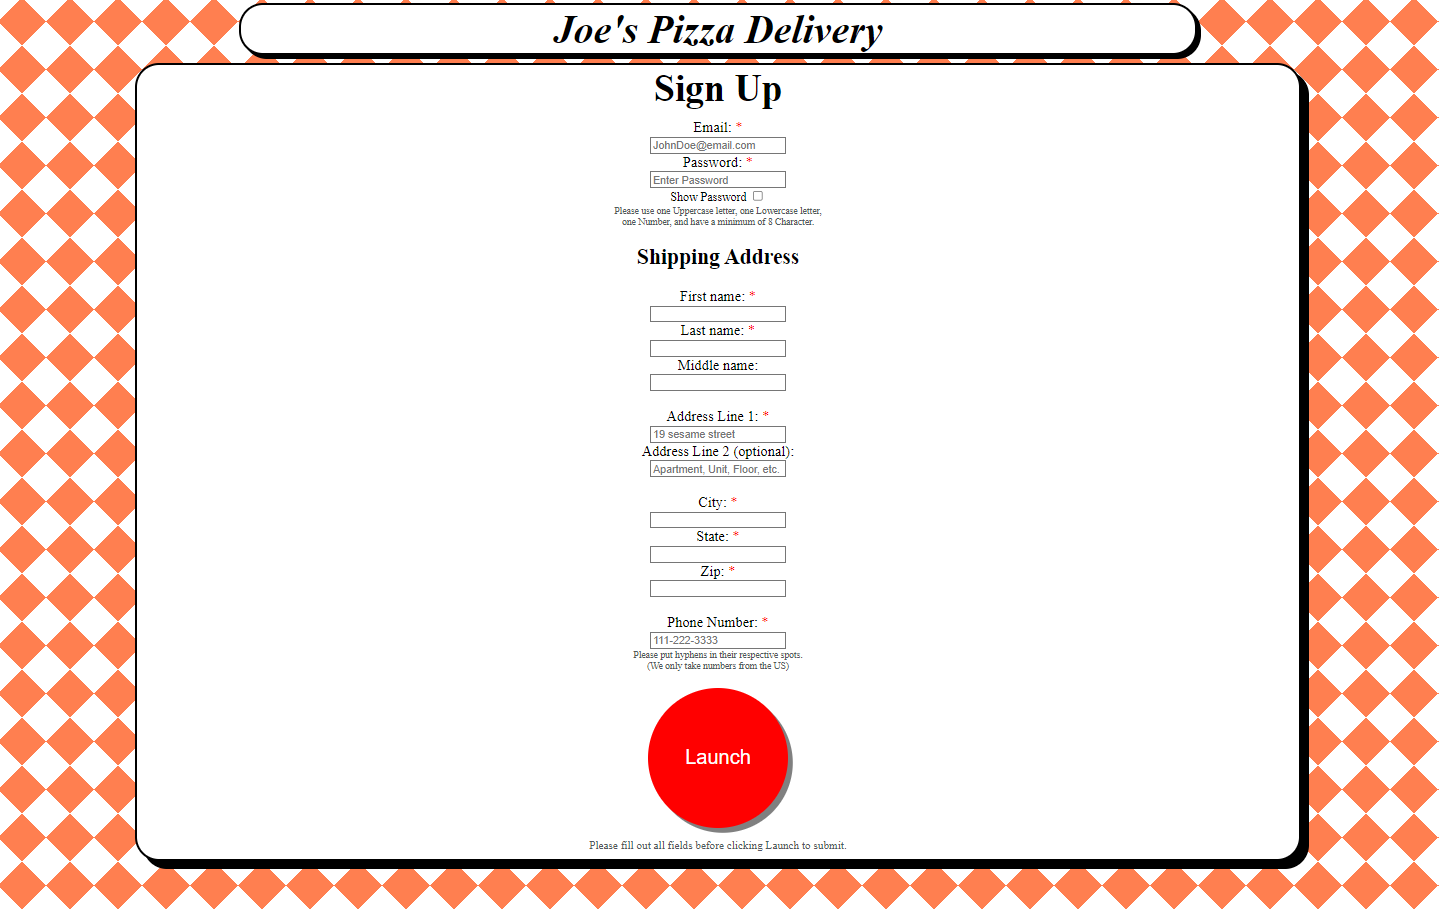 Joe's Pizza Delivery
Sign Up
Email: *
JohnDoe@email.com
Password: *
Enter Password
Show Password
Please use one Uppercase letter, one Lowercase letter,
one Number, and have a minimum of 8 Character.
Shipping Address
First name: *
Last name: *
Middle name:
Address Line 1: *
19 sesame street
Address Line 2 (optional):
Apartment, Unit, Floor, etc.
City: *
State: *
Zip: *
Phone Number: *
111-222-3333
Please put hyphens in their respective spots.
(We only take numbers from the US)
Launch
Please fill out all fields before clicking Launch to submit.